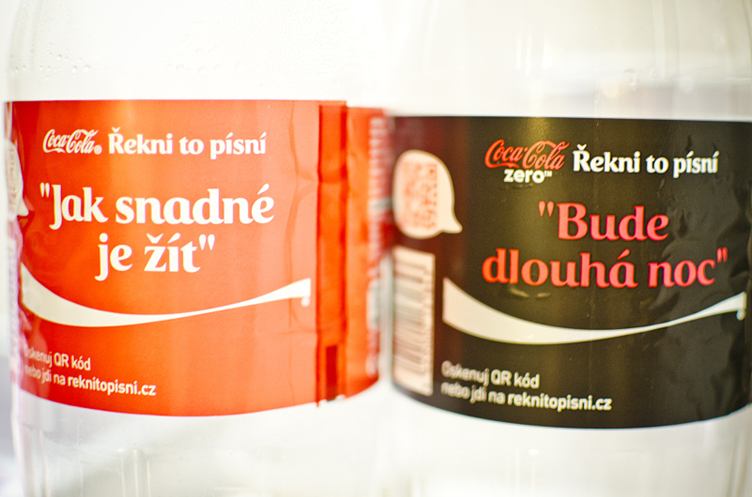 Coca-Cola Řekni to písní
"Jak snadné
je žít"
Oskenuj QR kód
nebo jdi na reknitopisni.cz
Coca-Cola
zero™ Řekni to písní
"Bude
dlouhá noc"
Oskenuj QR kód
nebo jdi na reknitopisni.cz